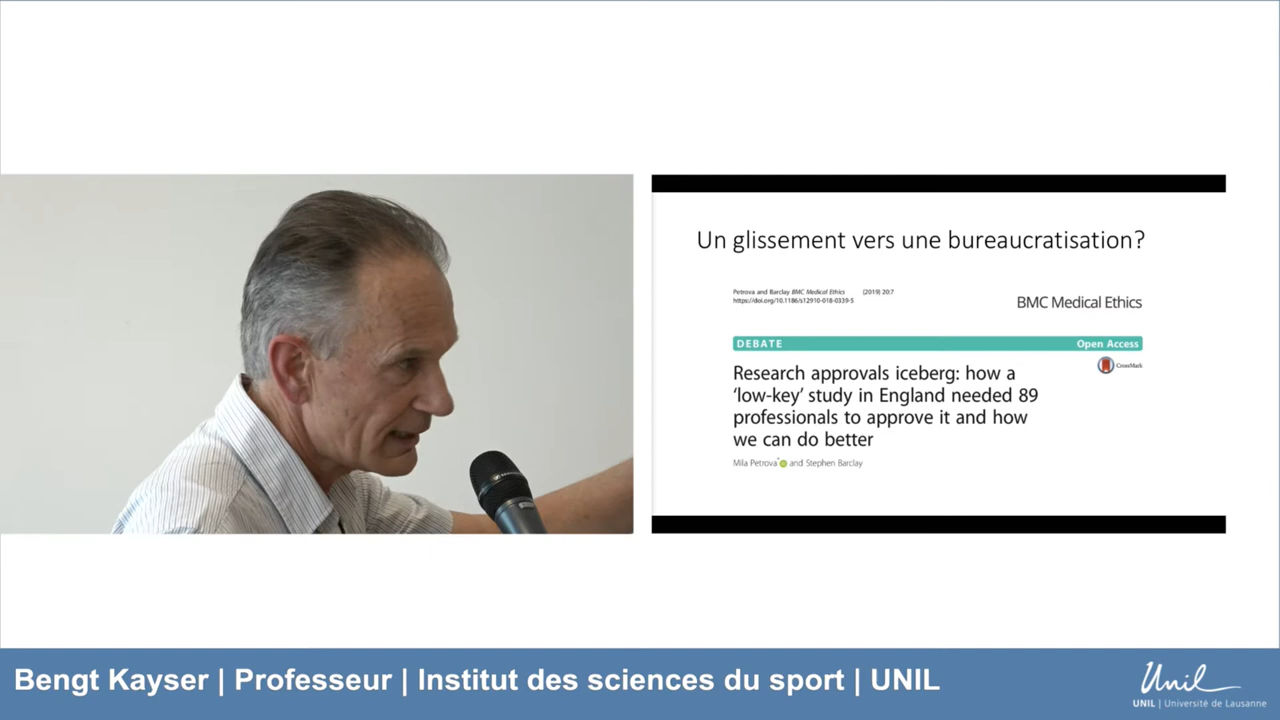 Un glissement vers une bureaucratisation?
Petrova and Barclay BMC Medical Ethics (2019) 20:7
https://doi.org/10.1186/s12910-018-0339-5
BMC Medical Ethics
DEBATE Open Access
CrossMark
Research approvals iceberg: how a
‘low-key’ study in England needed 89
professionals to approve it and how
we can do better
Mila Petrova* and Stephen Barclay
Bengt Kayser | Professeur | Institut des sciences du sport | UNIL
Unil
UNIL | Université de Lausanne